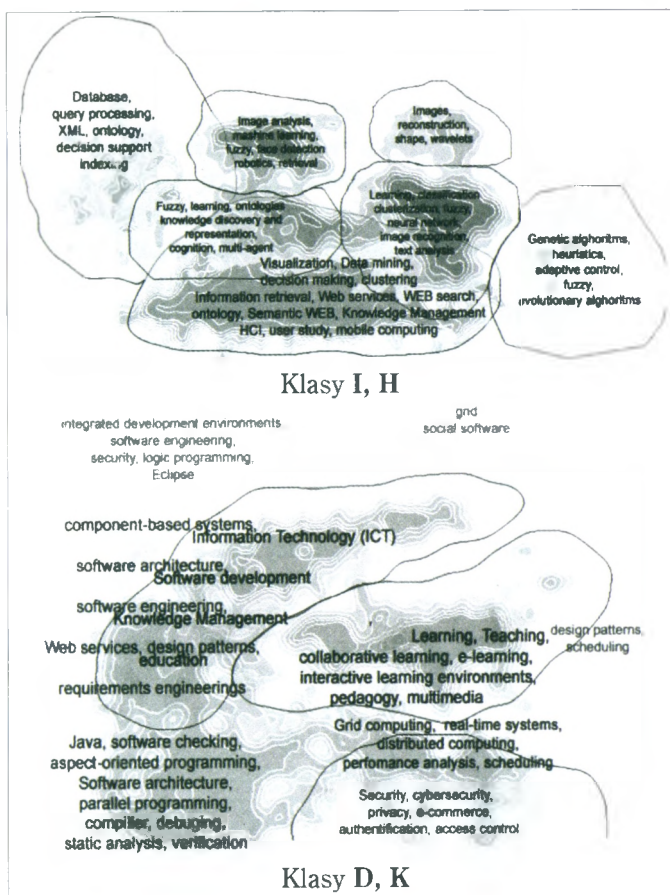 Database,
query processing,
XML, ontology,
decision support
indexing
Image analysis,
mashine learning,
fuzzy, face detection
robotics, retrieval
Images,
reconstruction,
shape, wavelets
Fuzzy, learning, ontologies
knowledge discovery and
representation,
cognition, multi-agent
Learning, classification
clusterization, fuzzy,
neural network,
image recognition,
text analysis
Genetic algoritms,
heuristics,
adaptive control,
fuzzy,
involutionary alghoritms
Visualization, Data mining,
decision making, clustering
Information retrieval, Web services, WEB search,
ontology, Semantic WEB, Knowledge Management
HCI, user study, mobile computing
Klasy I, H
integrated development environments
software engineering,
security, logic programming,
Eclipse
grid
social software
component-based systems,
Information Technology (ICT)
software architecture,
Software development
software engineering,
Knowledge Management
Web services, design patterns,
education
requirements engineerings
Learning, Teaching,
collaborative learning, e-learning,
interactive learning environments,
pedagogy, multimedia
design patterns,
scheduling
Java, software checking,
aspect-oriented programming,
Software architecture,
parallel programming,
compiller, debuging,
static analysis, verification
Grid computing, real-time systems,
distributed computing,
perfomance analysis, scheduling
Security, cybersecurity,
privacy, e-commerce,
authentification, access control
Klasy D, K